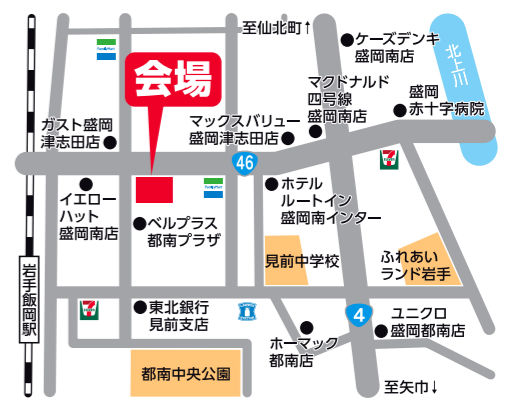 至仙北町↑
ケーズデンキ
盛岡南店
北上川
FamilyMart
会場
マクドナルド
四号線
盛岡南店
盛岡
赤十字病院
ガスト盛岡
津志田店
マックスバリュー
盛岡津志田店
46
イエロー
ハット
盛岡南店
FamilyMart
ホテル
ルートイン
盛岡南インター
ベルプラス
都南プラザ
見前中学校
ふれあい
ランド岩手
岩手飯岡駅
東北銀行
見前支店
4
ユニクロ
盛岡都南店
ホーマック
都南店
都南中央公園
至矢巾↓